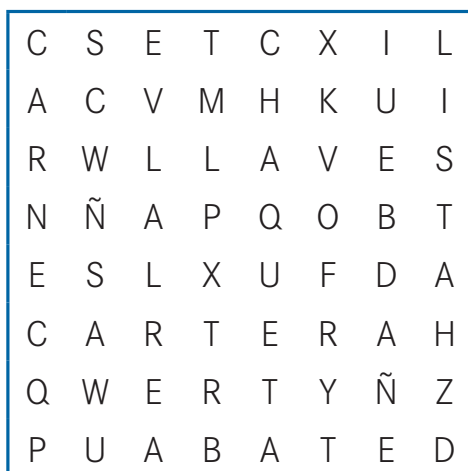 C S E T C X I L
A C V M H K U I
R W L L A V E S
N Ñ A P Q O B T
E S L X U F D A
C A R T E R A H
Q W E R T Y Ñ Z
P U A B A T E D